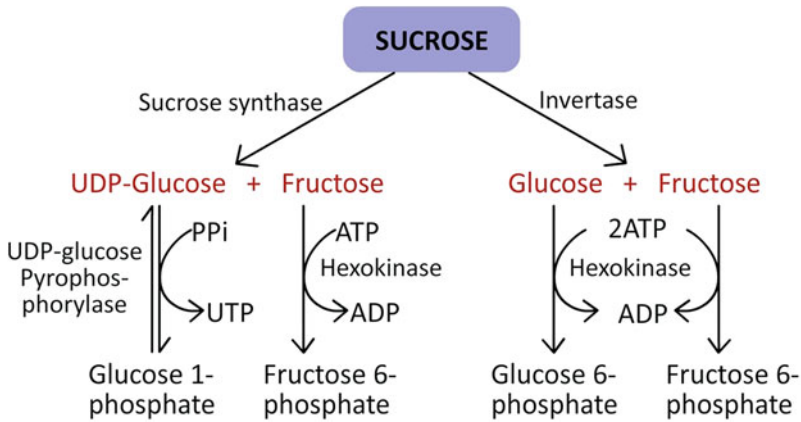 SUCROSE
Sucrose synthase
Invertase
UDP-Glucose + Fructose
Glucose + Fructose
UDP-glucose
Pyrophos-
phorylase
PPi
UTP
ATP
Hexokinase
ADP
2ATP
Hexokinase
ADP
Glucose 1-
phosphate
Fructose 6-
phosphate
Glucose 6-
phosphate
Fructose 6-
phosphate